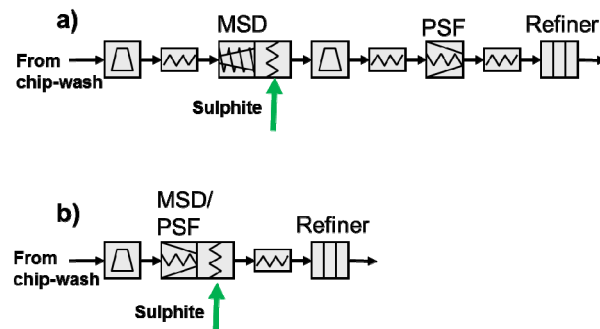 a)
MSD
PSF
Refiner
From
chip-wash
Sulphite
b)
MSD/
PSF
Refiner
From
chip-wash
Sulphite